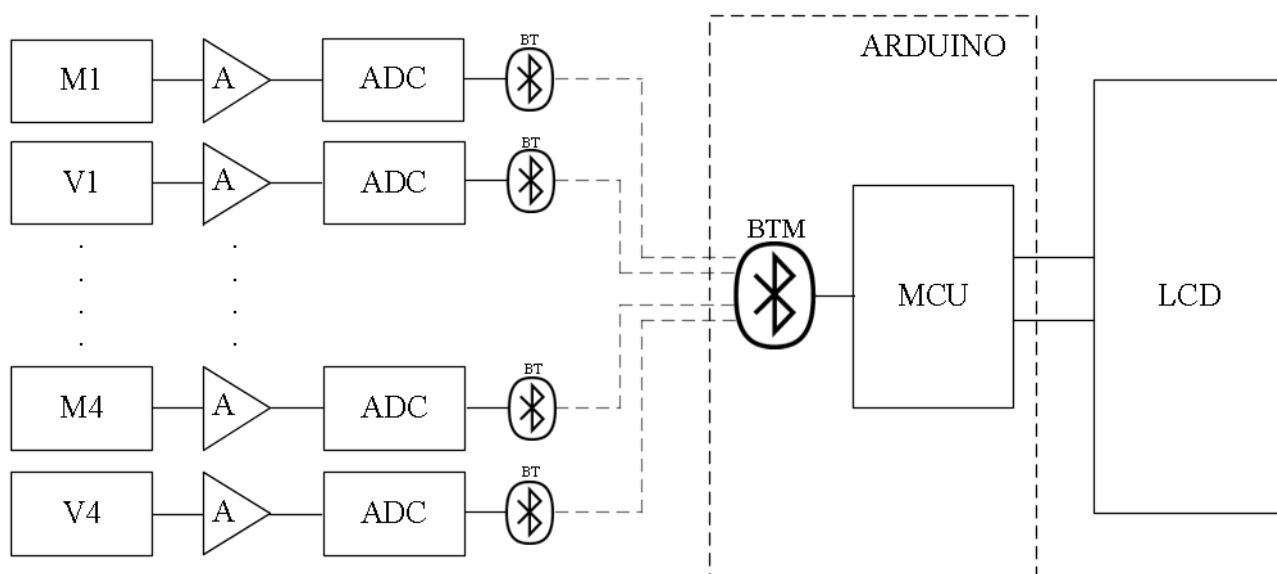 BT
M1 A ADC
ARDUINO
BT
V1 A ADC
BTM
MCU
LCD
BT
M4 A ADC
BT
V4 A ADC